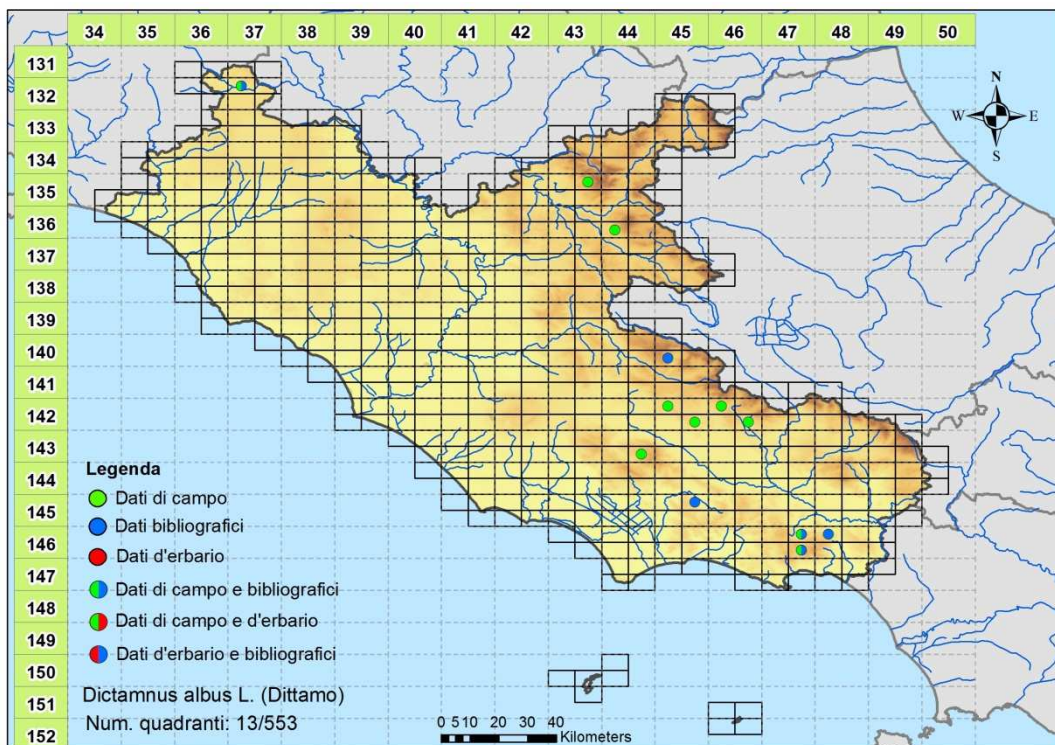 34 35 36 37 38 39 40 41 42 43 44 45 46 47 48 49 50
131
132
133
134
135
136
137
138
139
140
141
142
143
144
145
146
147
148
149
150
151
152
N
W E
S
Legenda
Dati di campo
Dati bibliografici
Dati d'erbario
Dati di campo e bibliografici
Dati di campo e d'erbario
Dati d'erbario e bibliografici
Dictamnus albus L. (Dittamo)
Num. quadranti: 13/553
0 5 10 20 30 40
Kilometers